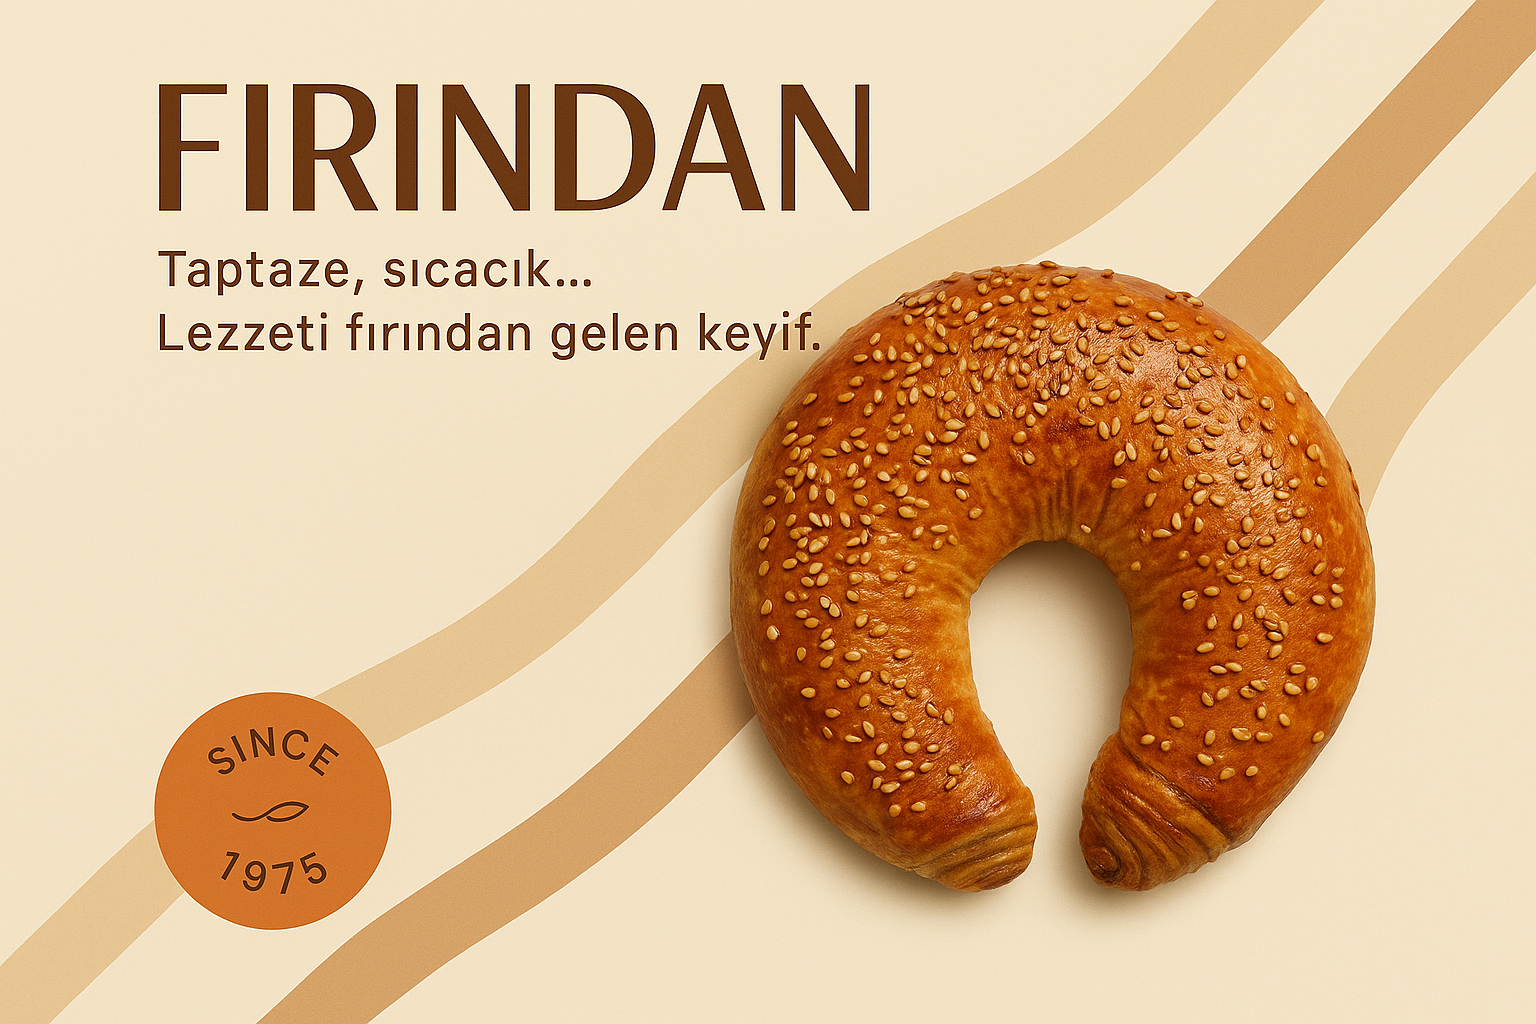 FIRINDAN
Taptaze, sıcacık...
Lezzeti fırından gelen keyif.
SINCE
1975